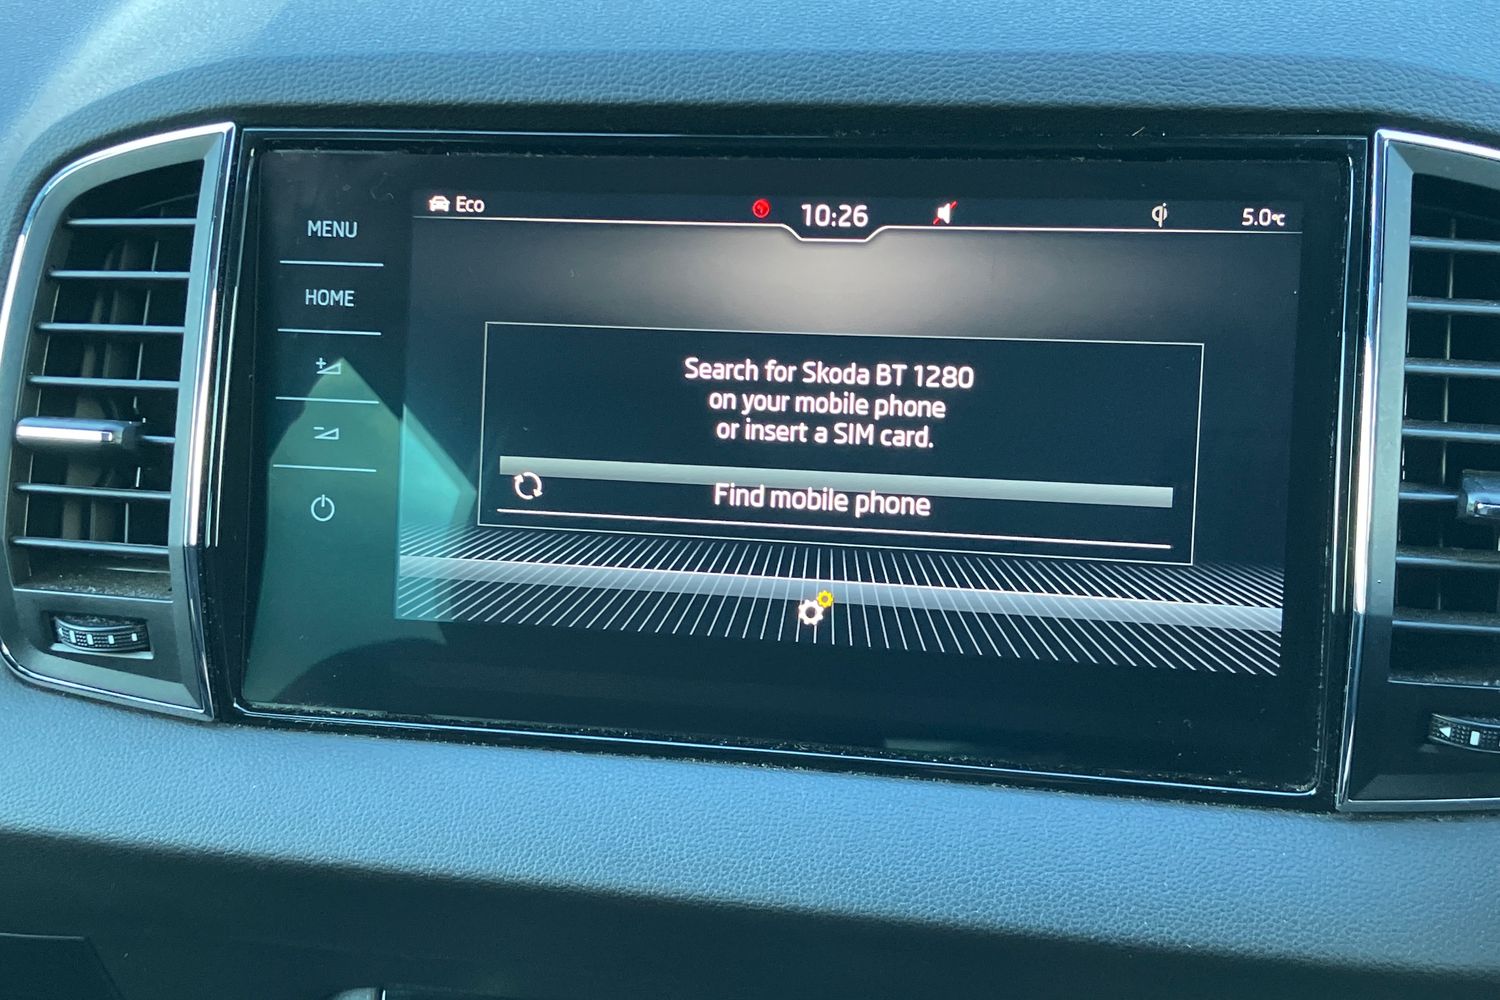 Eco
10:26
5.0°C
MENU
HOME
Search for Skoda BT 1280
on your mobile phone
or insert a SIM card.
Find mobile phone